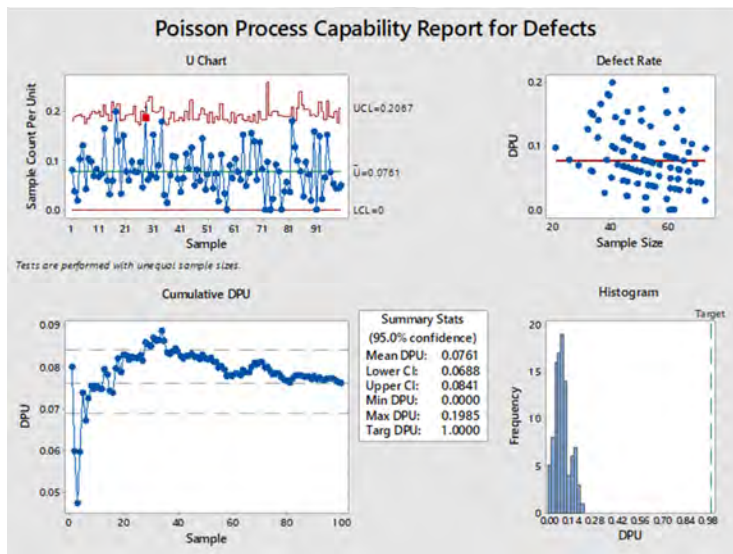 Poisson Process Capability Report for Defects
U Chart
Sample Count Per Unit
0.2
0.1
0.0
UCL=0.2067
Ū=0.0761
LCL=0
1 11 21 31 41 51 61 71 81 91
Sample
Tests are performed with unequal sample sizes.
Defect Rate
DPU
0.2
0.1
0.0
20 40 60
Sample Size
Cumulative DPU
DPU
0.09
0.08
0.07
0.06
0.05
0 20 40 60 80 100
Sample
Summary Stats
(95.0% confidence)
Mean DPU: 0.0761
Lower CI: 0.0688
Upper CI: 0.0841
Min DPU: 0.0000
Max DPU: 0.1985
Targ DPU: 1.0000
Histogram
Target
Frequency
20
15
10
5
0
0.00 0.14 0.28 0.42 0.56 0.70 0.84 0.98
DPU